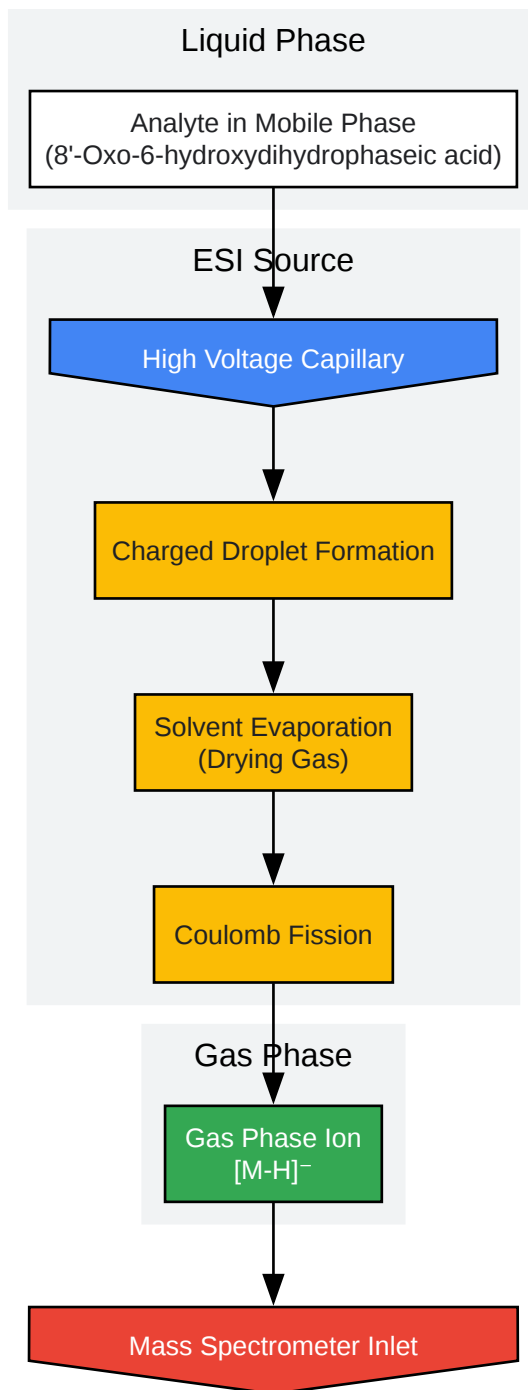 Liquid Phase
Analyte in Mobile Phase
(8'-Oxo-6-hydroxydihydrophaseic acid)
ESI Source
High Voltage Capillary
Charged Droplet Formation
Solvent Evaporation
(Drying Gas)
Coulomb Fission
Gas Phase
Gas Phase Ion
[M-H]⁻
Mass Spectrometer Inlet